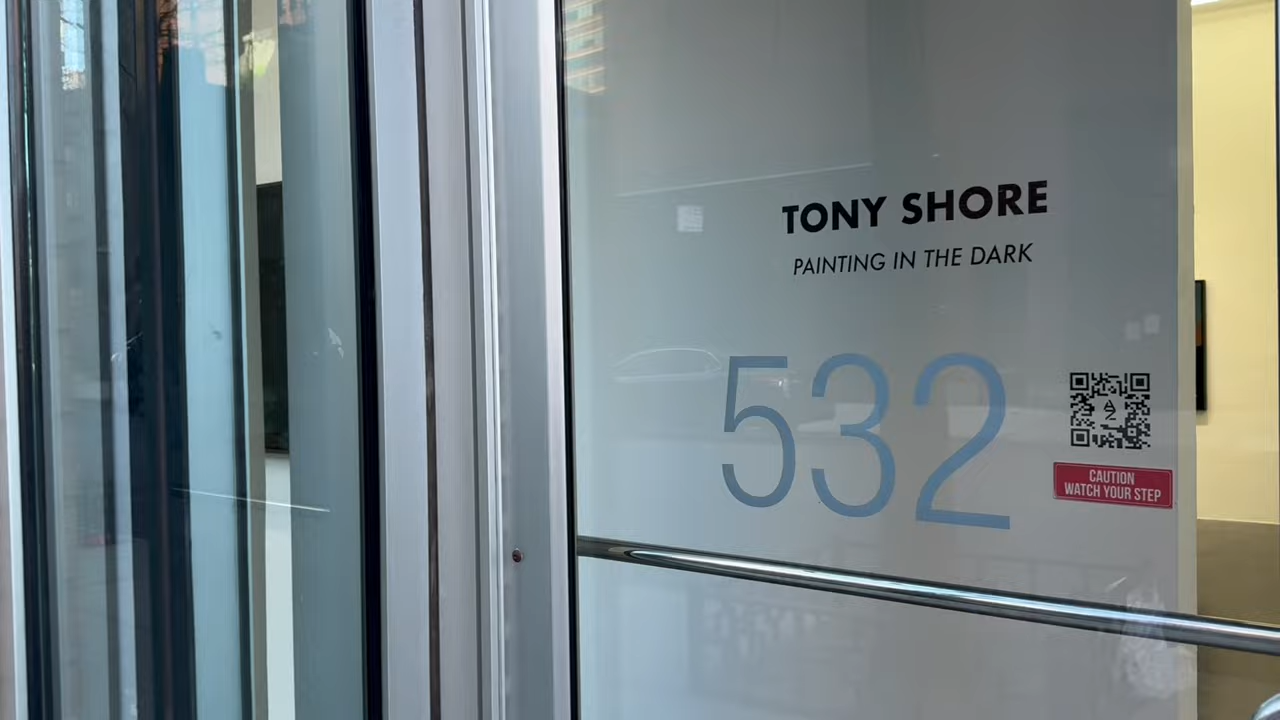 TONY SHORE
PAINTING IN THE DARK
532
CAUTION
WATCH YOUR STEP